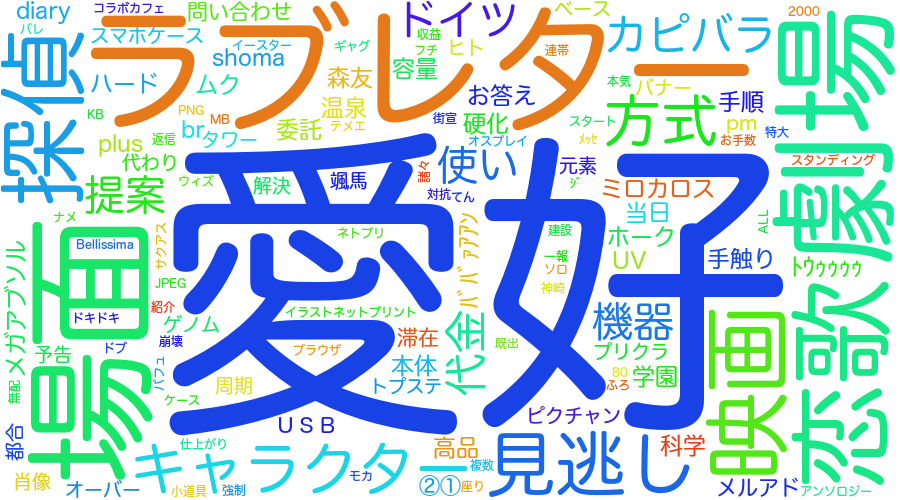 diary
コラボカフェ
問い合わせ
ドイツ
ベース
2000
バレ
スマホケース
イースター
shoma
ギャグ
収益
フチ
ヒト
連帯
カピバラ
劇場
探偵
ラブレター
ハード
ムク
森友
容量
本気
バナー
スタート
KB
PNG
MB
温泉
テメエ
お答え
街宣
方式
手順
pm
特大
お手数
plus
返信
br
タワー
委託
硬化
オスプレイ
メッセ
代わり
ウィズ
解決
颯馬
諸々
使い
元素
ジ
スタンディング
提案
対抗
てん
ミロカロス
ナメ
愛好
ネトプリ
バババァアアン
当日
ALL
Bellissima
サクアス
建設
ホーク
場面
一報
UV
手触り
トゥゥゥゥゥ
メガアブソル
JPEG
ソロ
神崎
紹介
イラストネットプリント
ドキドキ
ゲノム
崩壊
滞在
代金
機器
映画
恋歌
予告
ドブ
ブラウザ
既出
プリクラ
無配
パフュ
本体
80
学園
周期
トプステ
ふろ
ケース
ピクチャン
都合
USB
仕上がり
高品
見逃し
科学
キャラクター
複数
肖像
モカ
オーバー
小道具
強制
②①
座り
メルアド
アンソロジー